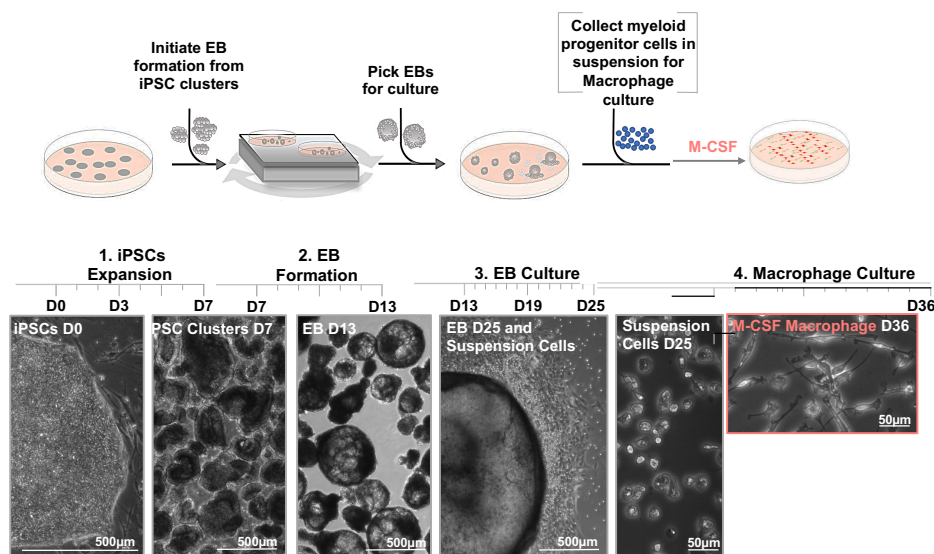 Initiate EB
formation from
iPSC clusters
Pick EBs
for culture
Collect myeloid
progenitor cells in
suspension for
Macrophage
culture
M-CSF
1. iPSCs
Expansion
2. EB
Formation
3. EB Culture
4. Macrophage Culture
D0
D3
D7
D7
D13
D13
D19
D25
D36
iPSCs D0
500µm
PSC Clusters D7
500µm
EB D13
500µm
EB D25 and
Suspension Cells
500µm
Suspension
Cells D25
50µm
M-CSF Macrophage D36
50µm